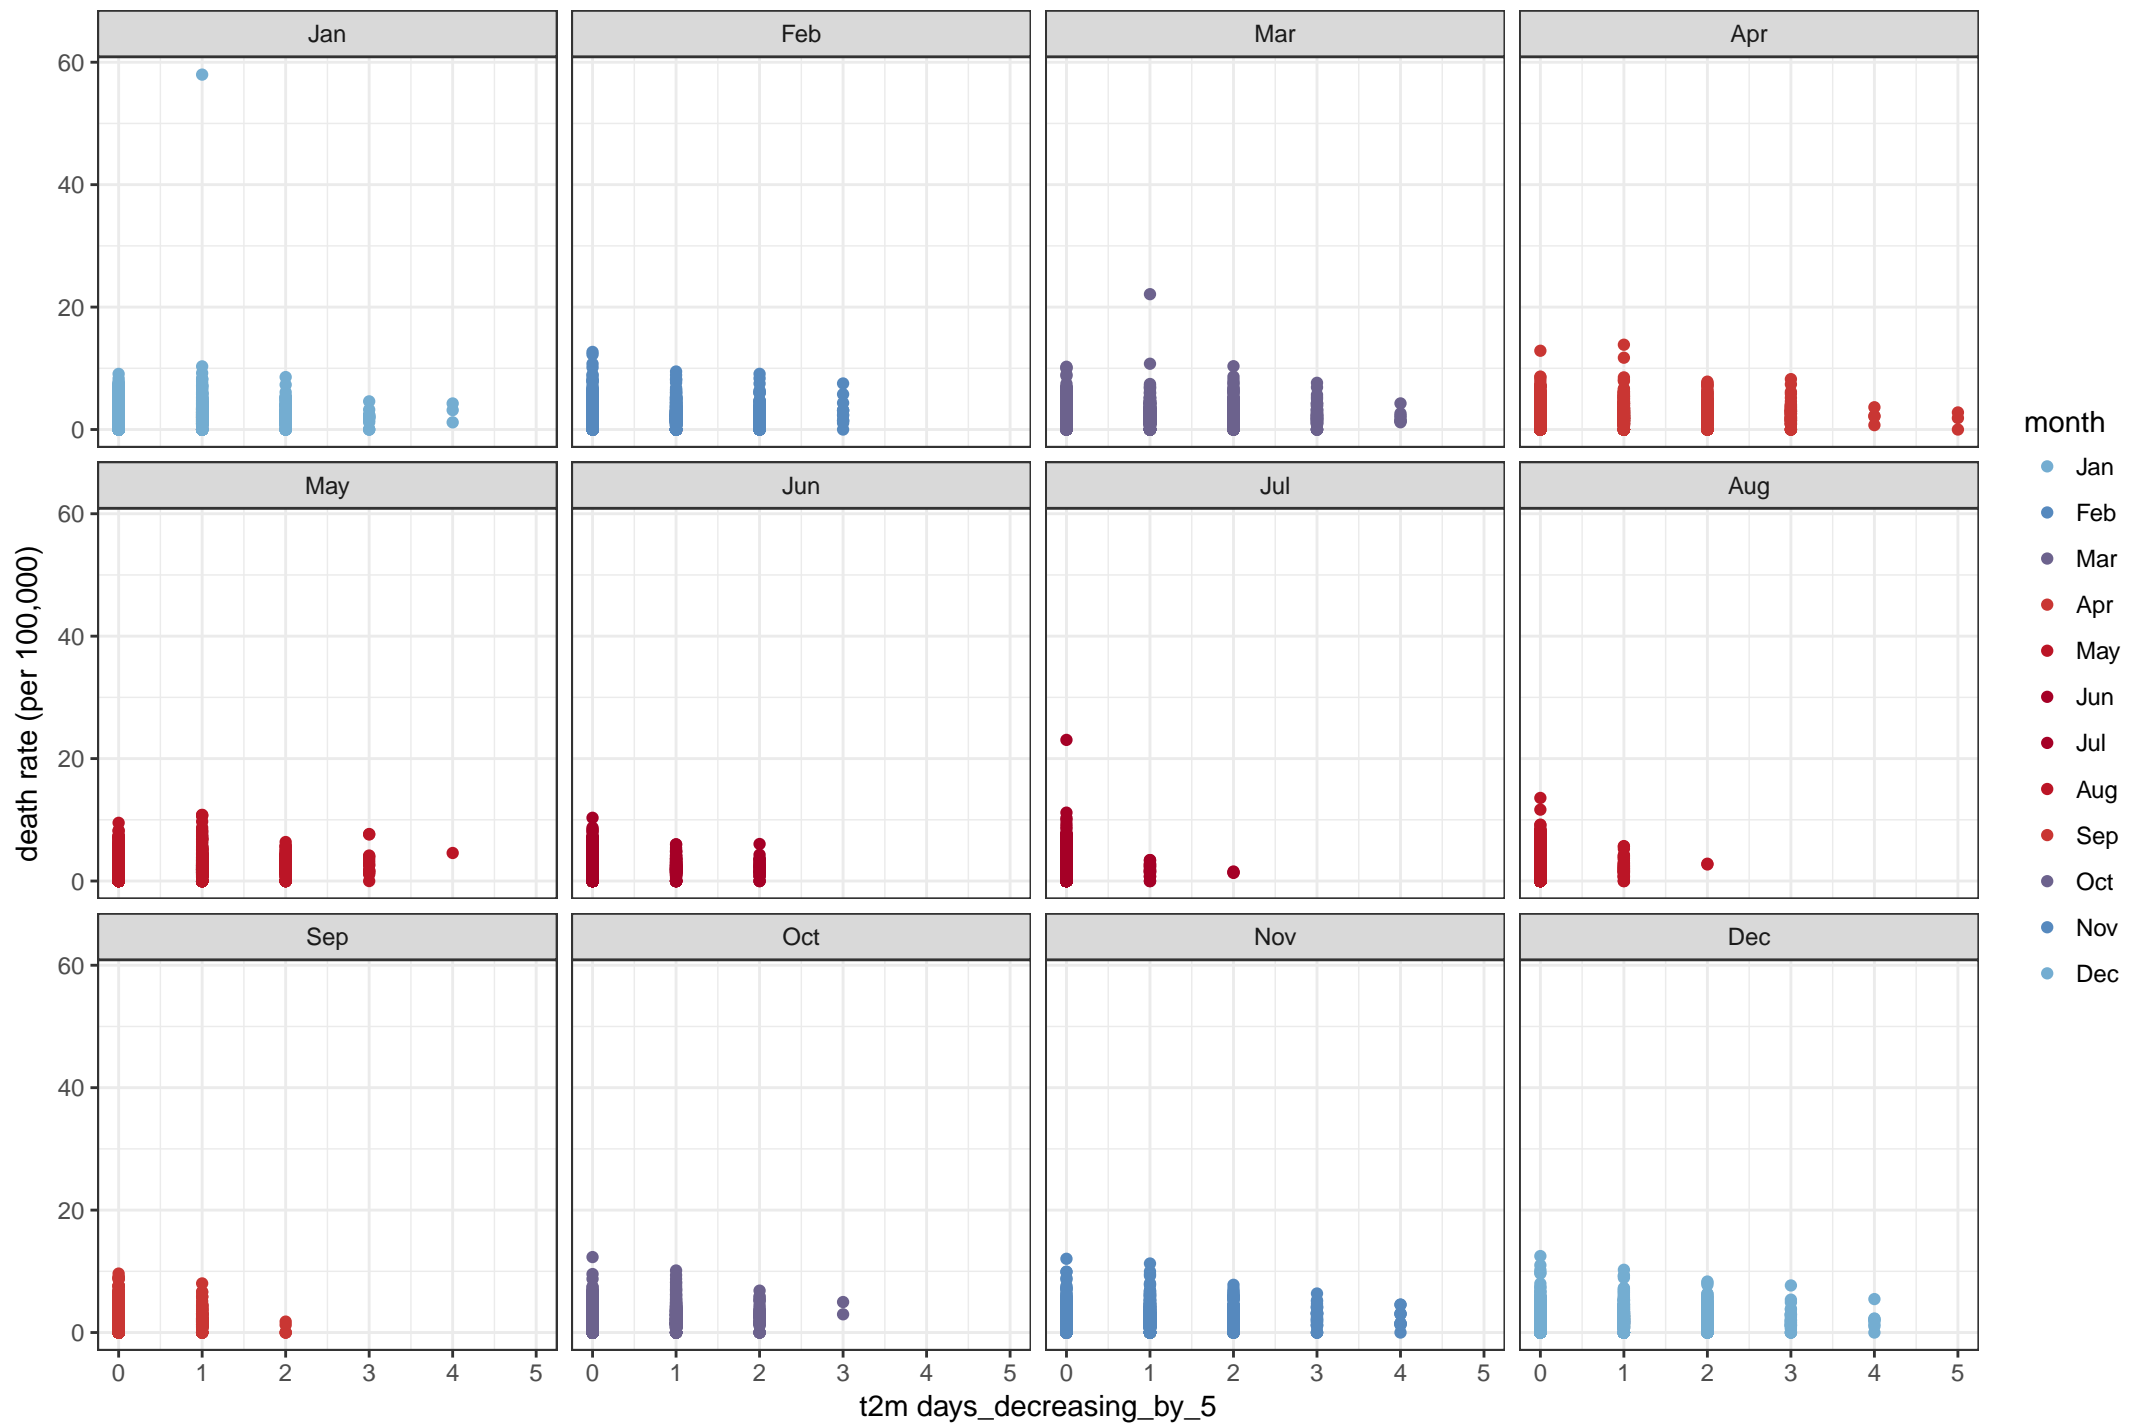 Jan Feb Mar Apr
60
40
20
0
May Jun Jul Aug
60
40
20
0
Sep Oct Nov Dec
60
40
20
0
0 1 2 3 4 5 0 1 2 3 4 5 0 1 2 3 4 5 0 1 2 3 4 5
t2m days_decreasing_by_5
death rate (per 100,000)
month
Jan
Feb
Mar
Apr
May
Jun
Jul
Aug
Sep
Oct
Nov
Dec